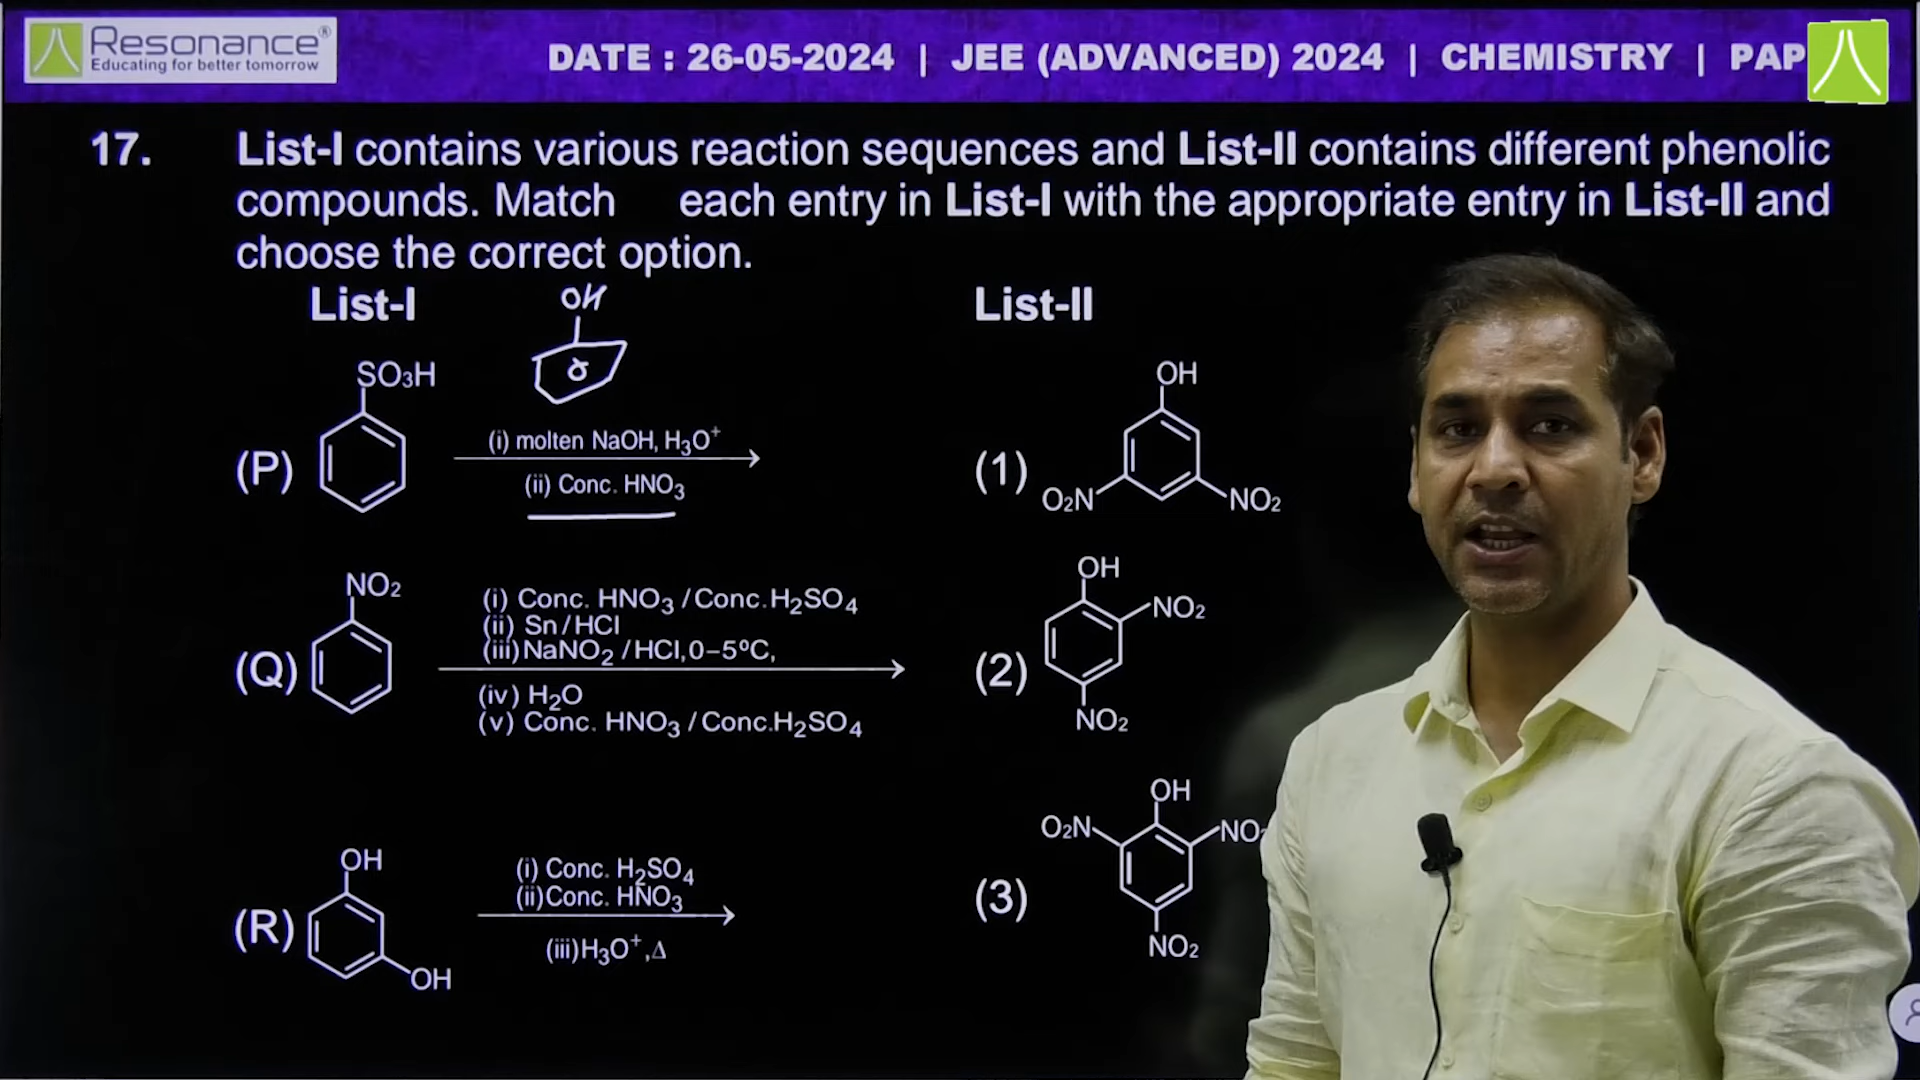 Resonance®
Educating for better tomorrow
DATE : 26-05-2024 | JEE (ADVANCED) 2024 | CHEMISTRY | PAP
17. List-I contains various reaction sequences and List-II contains different phenolic
compounds. Match each entry in List-I with the appropriate entry in List-II and
choose the correct option.
List-I
List-II
OH
(P)
SO3H
(i) molten NaOH, H3O+
(ii) Conc. HNO3
(1)
OH
O2N
NO2
(Q)
NO2
(i) Conc. HNO3 / Conc.H2SO4
(ii) Sn/HCl
(iii) NaNO2 /HCl,0–5ºC,
(iv) H2O
(v) Conc. HNO3 / Conc.H2SO4
(2)
OH
NO2
NO2
(R)
OH
OH
(i) Conc. H2SO4
(ii)Conc. HNO3
(iii)H3O+,Δ
(3)
OH
O2N
NO2
NO2